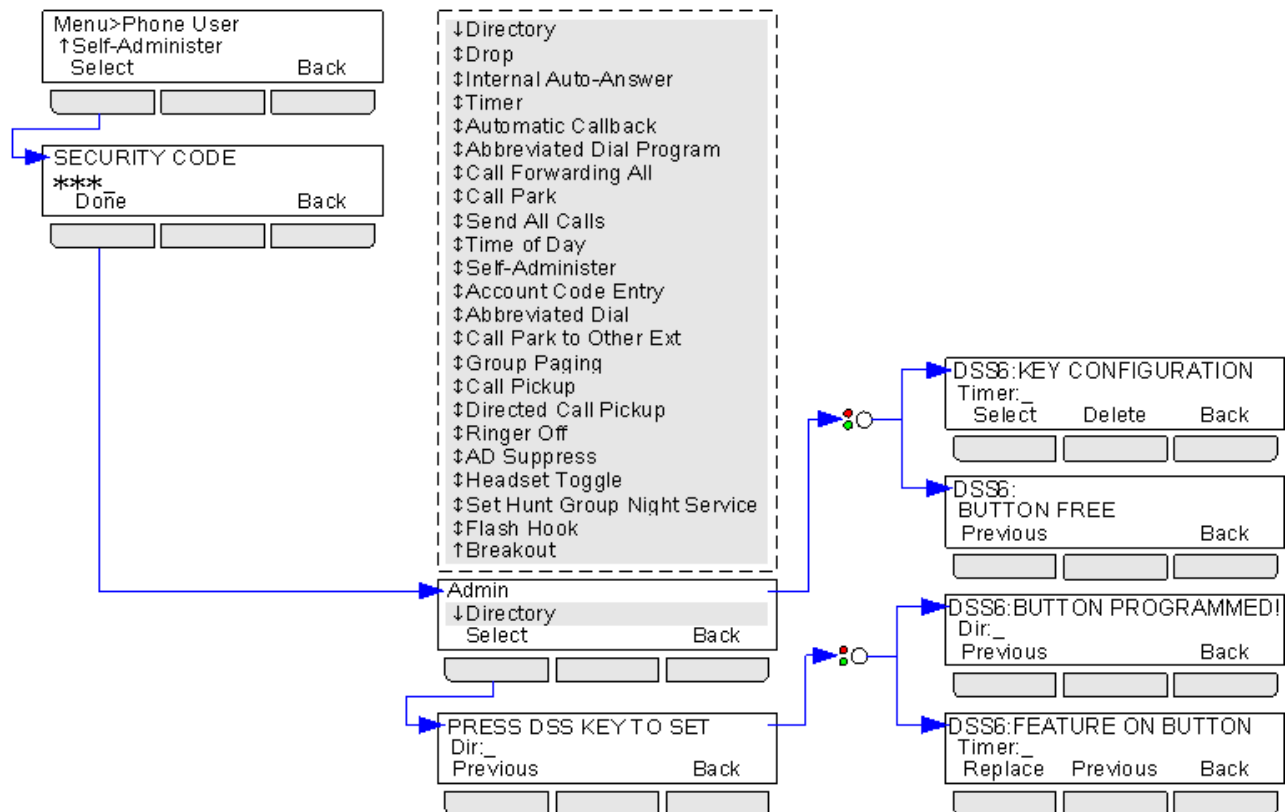 Menu>Phone User
↑Self-Administer
Select Back
SECURITY CODE
***_
Done Back
↓Directory
↕Drop
↕Internal Auto-Answer
↕Timer
↕Automatic Callback
↕Abbreviated Dial Program
↕Call Forwarding All
↕Call Park
↕Send All Calls
↕Time of Day
↕Self-Administer
↕Account Code Entry
↕Abbreviated Dial
↕Call Park to Other Ext
↕Group Paging
↕Call Pickup
↕Directed Call Pickup
↕Ringer Off
↕AD Suppress
↕Headset Toggle
↕Set Hunt Group Night Service
↕Flash Hook
↑Breakout
Admin
↓Directory
Select Back
PRESS DSS KEY TO SET
Dir:_
Previous Back
DSS6:KEY CONFIGURATION
Timer:_
Select Delete Back
DSS6:
BUTTON FREE
Previous Back
DSS6:BUTTON PROGRAMMED!
Dir:_
Previous Back
DSS6:FEATURE ON BUTTON
Timer:_
Replace Previous Back